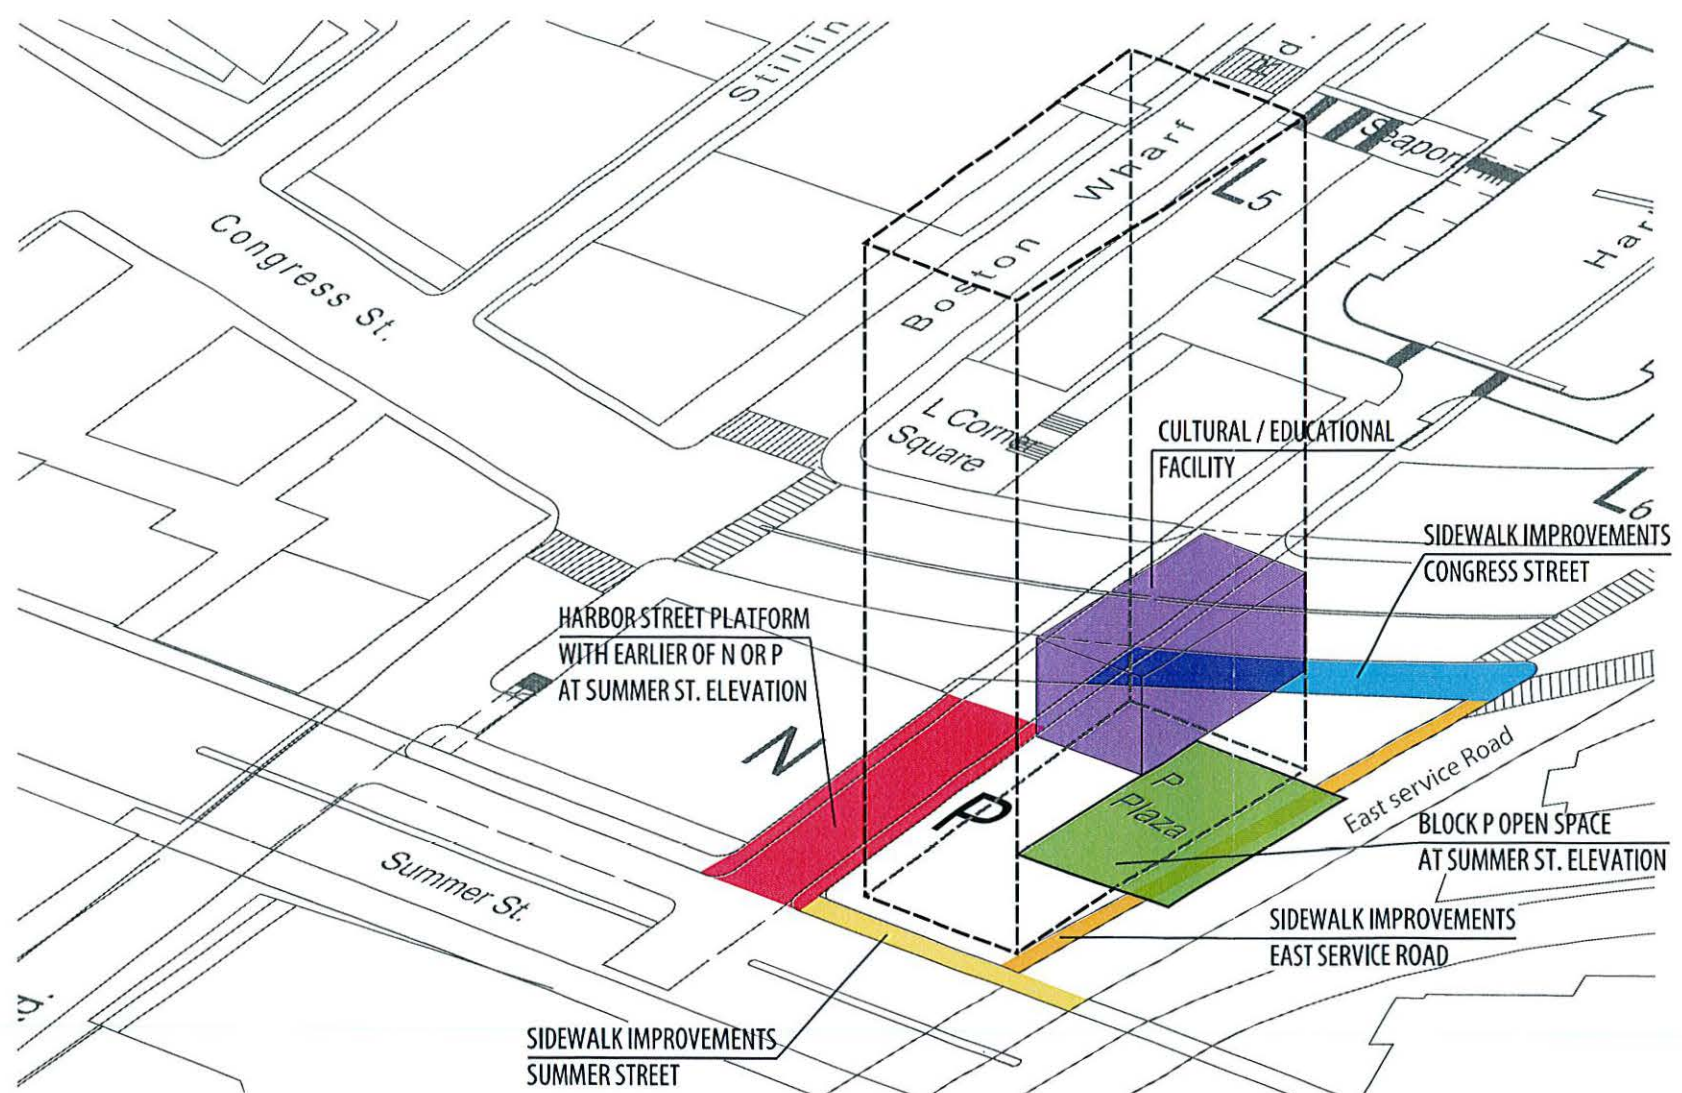 Stillin
d.
Seaport
Boston Wharf
L5
Har
Congress St.
L Corner
Square
CULTURAL / EDUCATIONAL
FACILITY
L6
SIDEWALK IMPROVEMENTS
CONGRESS STREET
HARBOR STREET PLATFORM
WITH EARLIER OF N OR P
AT SUMMER ST. ELEVATION
N
P
P
Plaza
East service Road
BLOCK P OPEN SPACE
AT SUMMER ST. ELEVATION
Summer St.
SIDEWALK IMPROVEMENTS
EAST SERVICE ROAD
SIDEWALK IMPROVEMENTS
SUMMER STREET